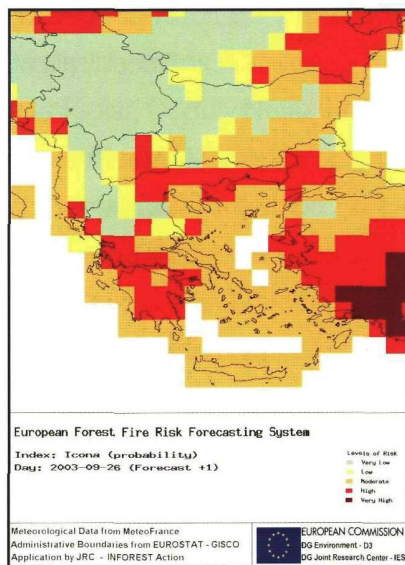 European Forest Fire Risk Forecasting System
Index: Icona (probability)
Day: 2003-09-26 (Forecast +1)
Levels of Risk
Very Low
Low
Moderate
High
Very High
Meteorological Data from MeteoFrance
Administrative Boundaries from EUROSTAT - GISCO
Application by JRC - INFOREST Action
EUROPEAN COMMISSION
DG Environment - D3
DG Joint Research Center - IES